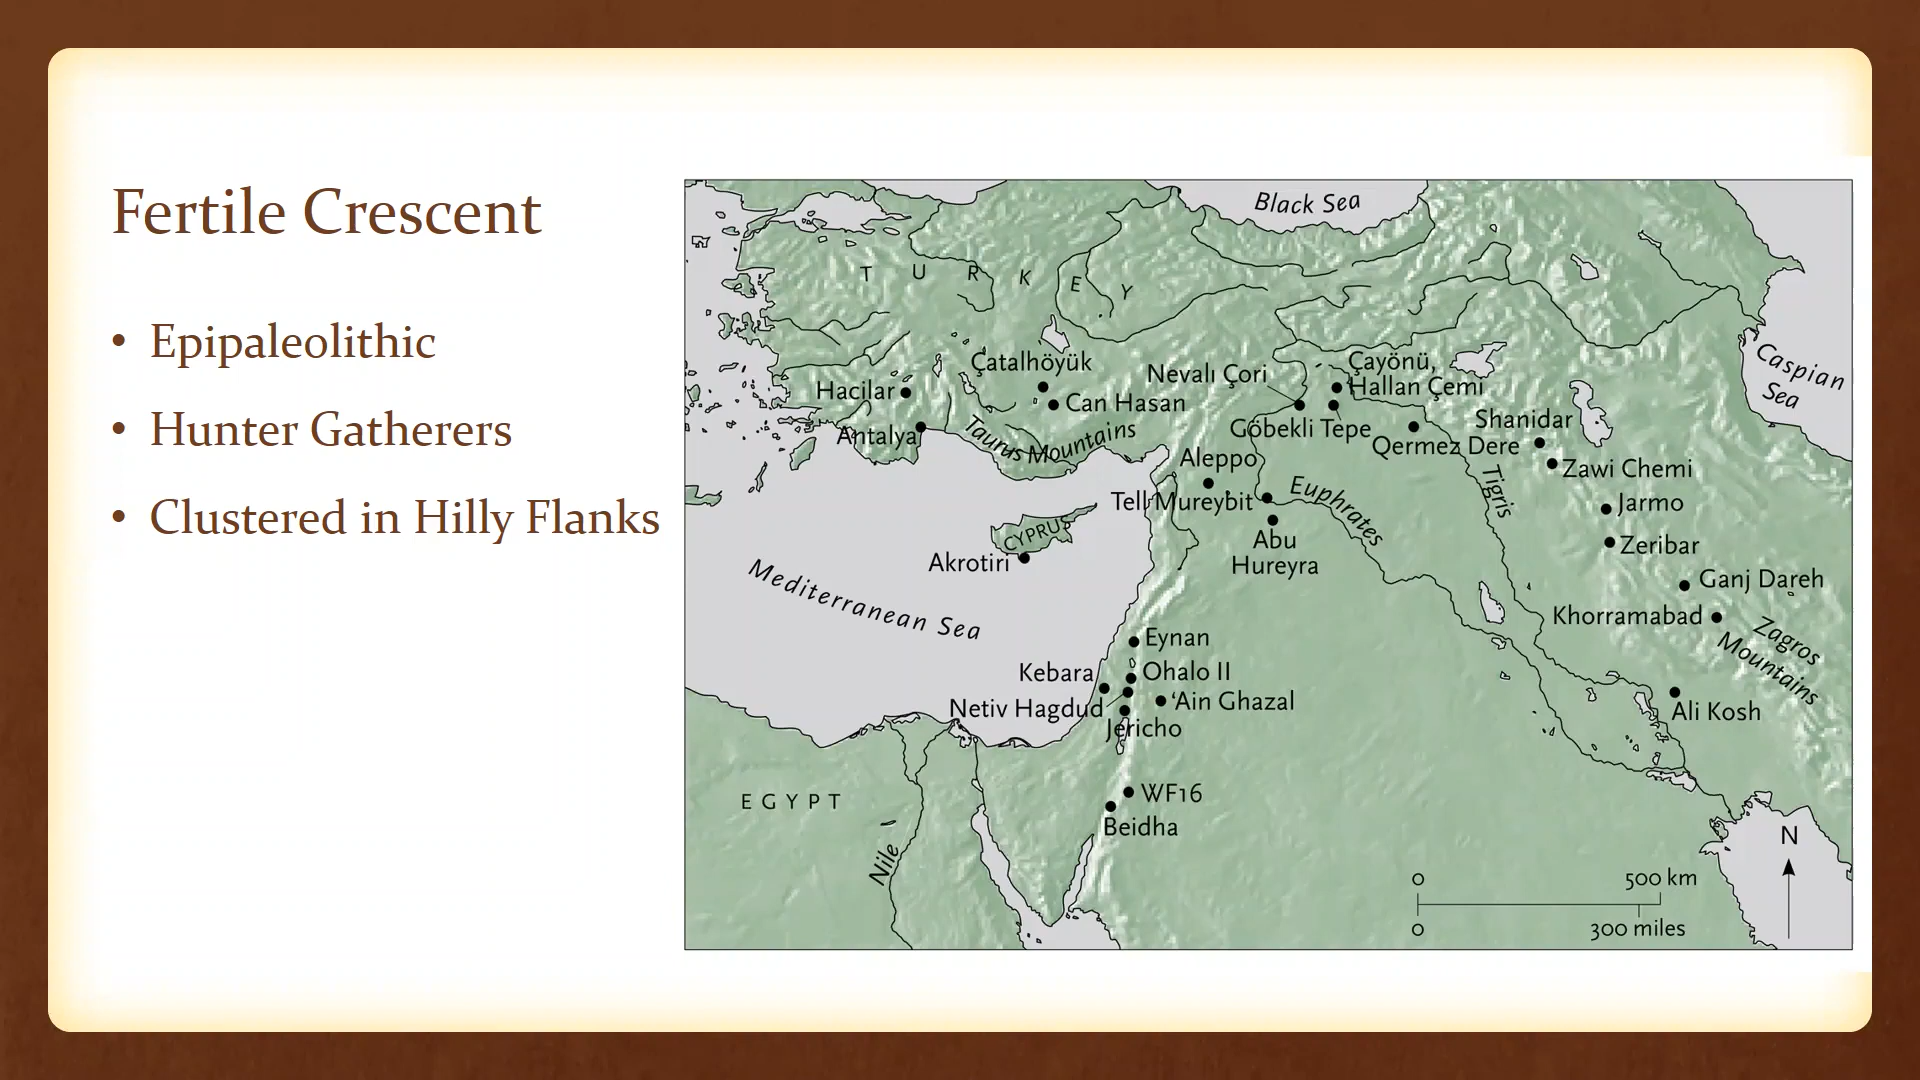 Fertile Crescent
• Epipaleolithic
• Hunter Gatherers
• Clustered in Hilly Flanks
Black Sea
TURKEY
Caspian
Sea
Çatalhöyük
Hacilar
Can Hasan
Antalya
Taurus Mountains
Nevalı Çori
Çayönü,
Hallan Çemi
Göbekli Tepe
Shanidar
Qermez Dere
Zawi Chemi
Aleppo
Tell Mureybit
Euphrates
Tigris
Jarmo
Abu
Hureyra
Zeribar
CYPRUS
Akrotiri
Ganj Dareh
Mediterranean Sea
Khorramabad
Zagros
Mountains
Eynan
Kebara
Ohalo II
Netiv Hagdud
‘Ain Ghazal
Jericho
Ali Kosh
EGYPT
WF16
Beidha
Nile
N
0 500 km
0 300 miles